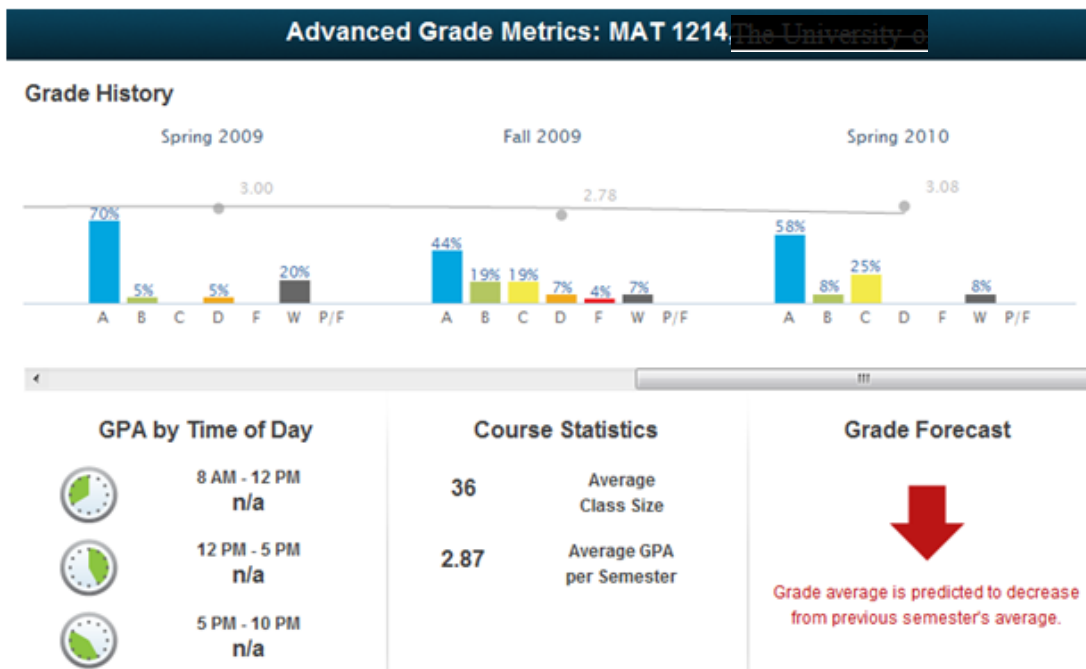 Advanced Grade Metrics: MAT 1214, The University o
Grade History
Spring 2009
Fall 2009
Spring 2010
3.00
2.78
3.08
70%
5%
5%
20%
44%
19%
19%
7%
4%
7%
58%
8%
25%
8%
A B C D F W P/F
A B C D F W P/F
A B C D F W P/F
GPA by Time of Day
8 AM - 12 PM
n/a
12 PM - 5 PM
n/a
5 PM - 10 PM
n/a
Course Statistics
36
Average
Class Size
2.87
Average GPA
per Semester
Grade Forecast
Grade average is predicted to decrease
from previous semester's average.